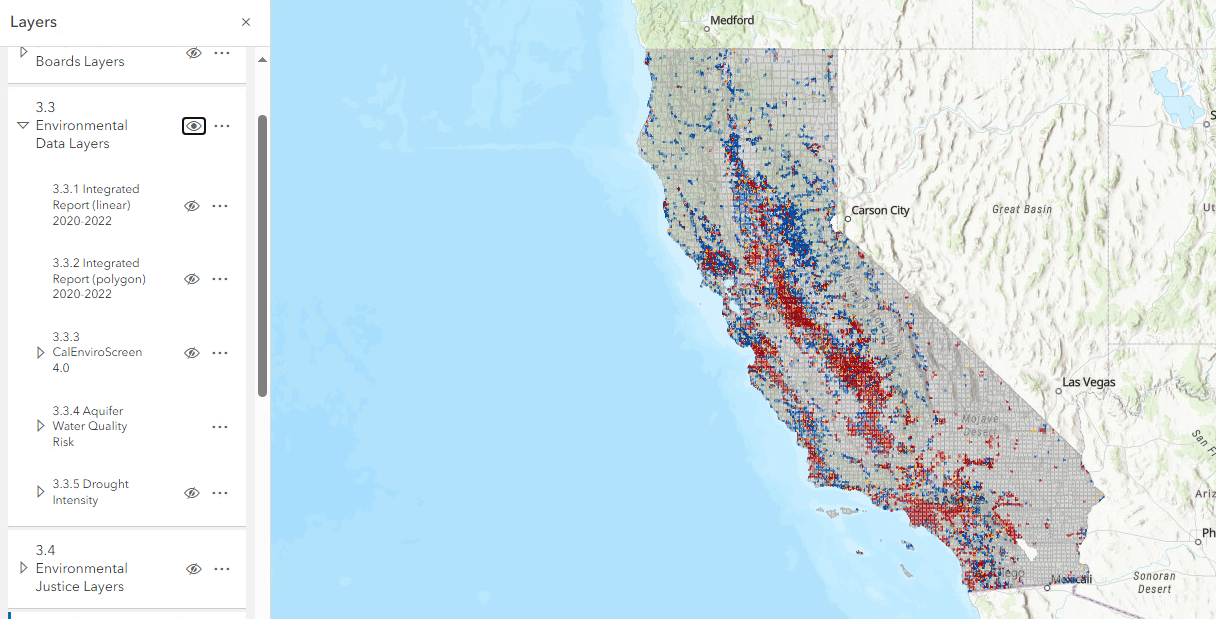 Layers
Boards Layers
3.3
Environmental
Data Layers
3.3.1 Integrated
Report (linear)
2020-2022
3.3.2 Integrated
Report (polygon)
2020-2022
3.3.3
CalEnviroScreen
4.0
3.3.4 Aquifer
Water Quality
Risk
3.3.5 Drought
Intensity
3.4
Environmental
Justice Layers
Medford
Carson City
Great Basin
Ut
Las Vegas
Mojave
Desert
San Fr
Ariz
Ph
Mexicali
Sonoran
Desert